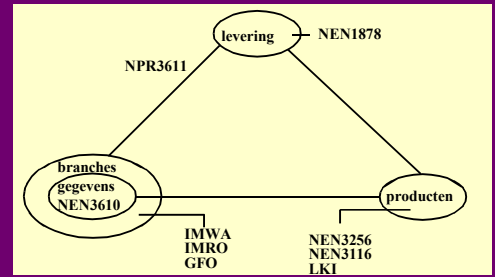 levering
NEN1878
NPR3611
branches
gegevens
NEN3610
producten
IMWA
IMRO
GFO
NEN3256
NEN3116
LKI